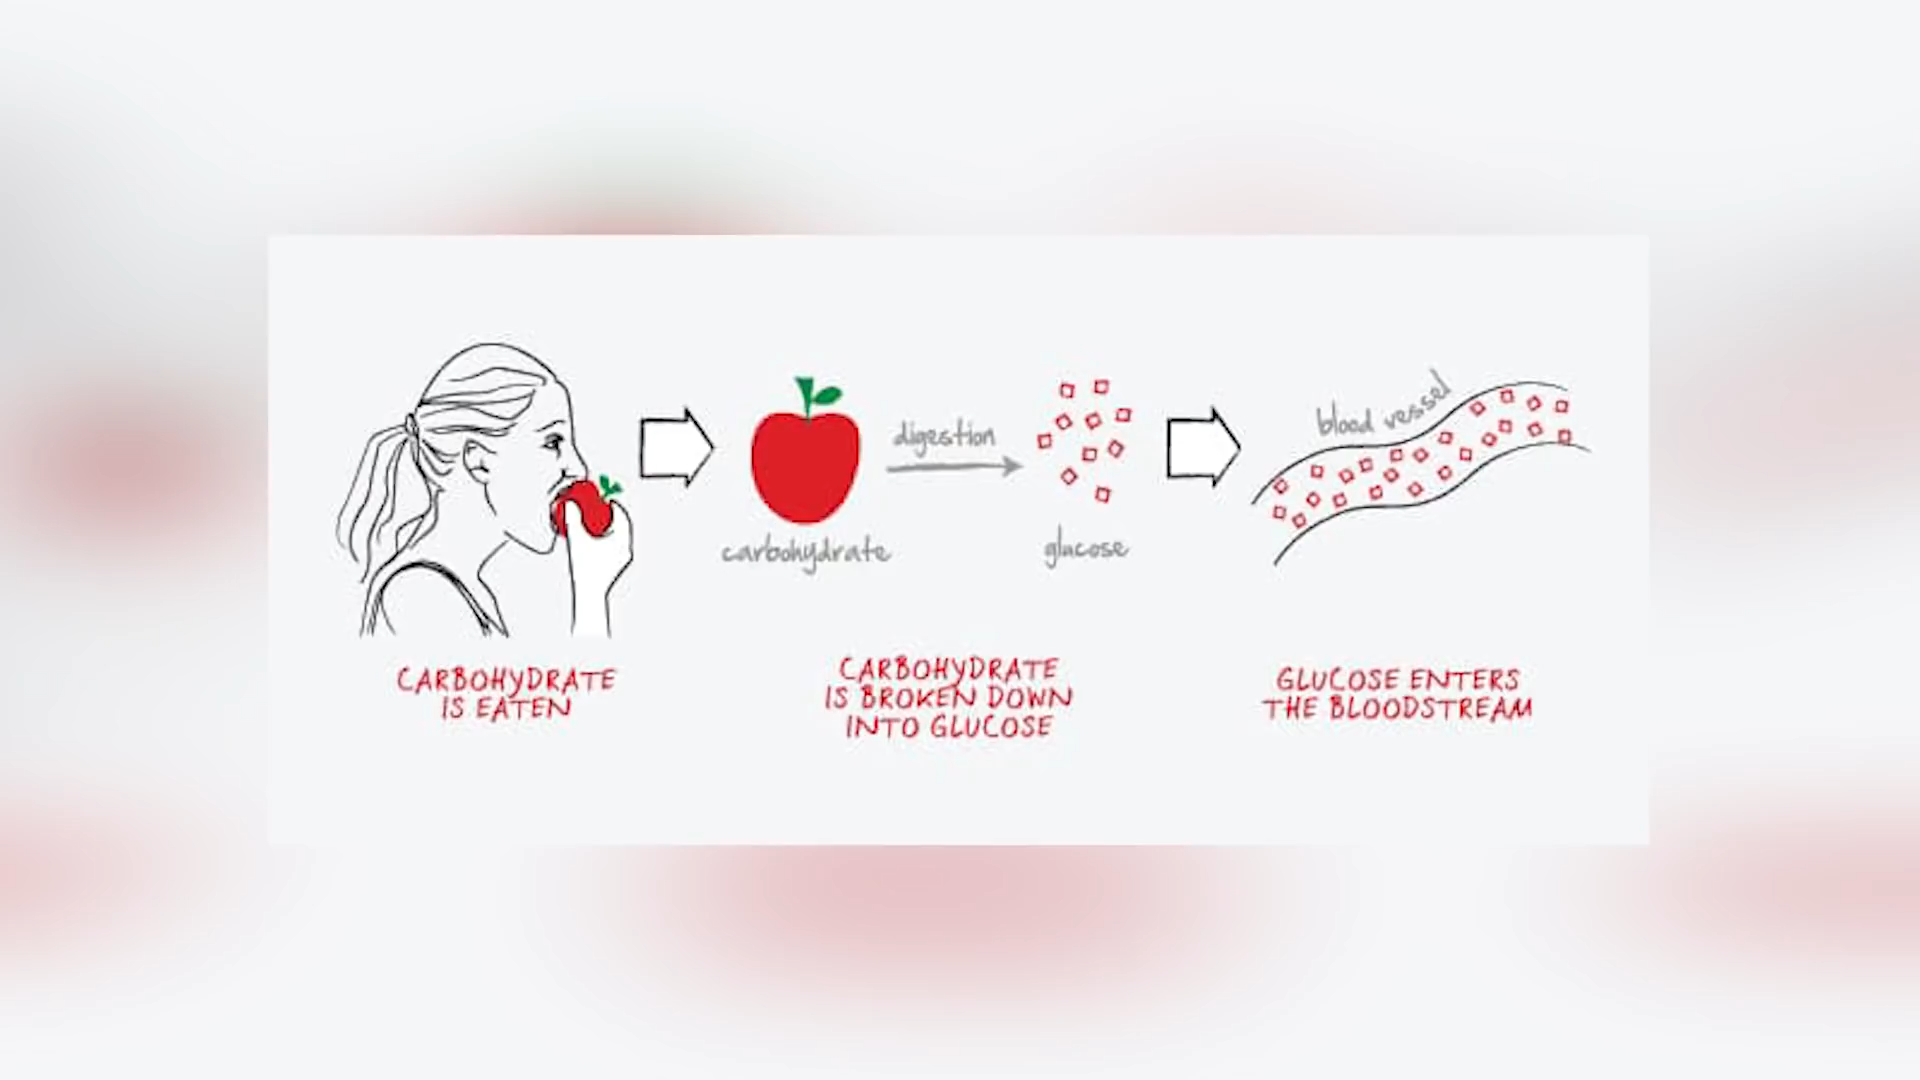 CARBOHYDRATE
IS EATEN
digestion
carbohydrate
glucose
CARBOHYDRATE
IS BROKEN DOWN
INTO GLUCOSE
blood vessel
GLUCOSE ENTERS
THE BLOODSTREAM